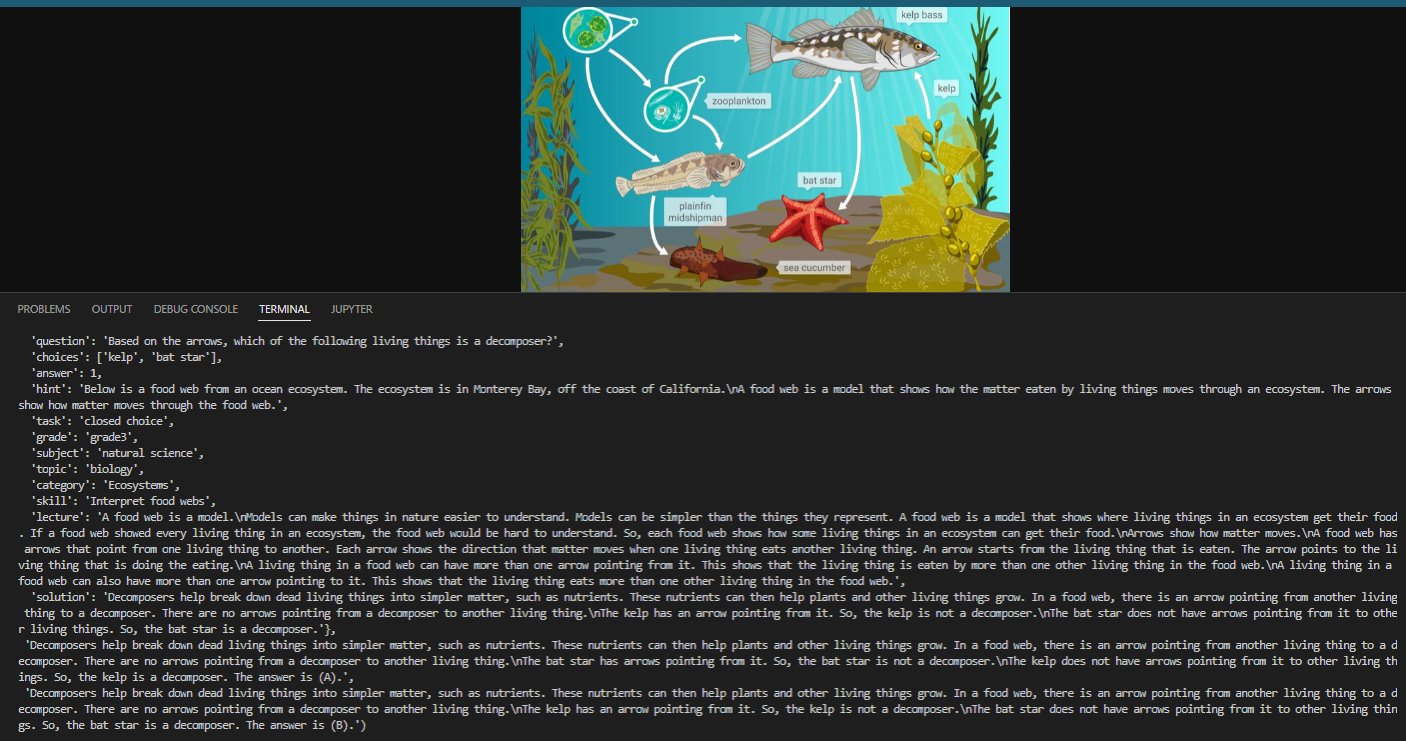 kelp bass
kelp
zooplankton
bat star
plainfin
midshipman
sea cucumber
PROBLEMS OUTPUT DEBUG CONSOLE TERMINAL JUPYTER
'question': 'Based on the arrows, which of the following living things is a decomposer?',
'choices': ['kelp', 'bat star'],
'answer': 1,
'hint': 'Below is a food web from an ocean ecosystem. The ecosystem is in Monterey Bay, off the coast of California.\nA food web is a model that shows how the matter eaten by living things moves through an ecosystem. The arrows
show how matter moves through the food web.',
'task': 'closed choice',
'grade': 'grade3',
'subject': 'natural science',
'topic': 'biology',
'category': 'Ecosystems',
'skill': 'Interpret food webs',
'lecture': 'A food web is a model.\nModels can make things in nature easier to understand. Models can be simpler than the things they represent. A food web is a model that shows where living things in an ecosystem get their food
. If a food web showed every living thing in an ecosystem, the food web would be hard to understand. So, each food web shows how some living things in an ecosystem can get their food.\nArrows show how matter moves.\nA food web has
arrows that point from one living thing to another. Each arrow shows the direction that matter moves when one living thing eats another living thing. An arrow starts from the living thing that is eaten. The arrow points to the li
ving thing that is doing the eating.\nA living thing in a food web can have more than one arrow pointing from it. This shows that the living thing is eaten by more than one other living thing in the food web.\nA living thing in a
food web can also have more than one arrow pointing to it. This shows that the living thing eats more than one other living thing in the food web.',
'solution': 'Decomposers help break down dead living things into simpler matter, such as nutrients. These nutrients can then help plants and other living things grow. In a food web, there is an arrow pointing from another living
thing to a decomposer. There are no arrows pointing from a decomposer to another living thing.\nThe kelp has an arrow pointing from it. So, the kelp is not a decomposer.\nThe bat star does not have arrows pointing from it to othe
r living things. So, the bat star is a decomposer.'},
'Decomposers help break down dead living things into simpler matter, such as nutrients. These nutrients can then help plants and other living things grow. In a food web, there is an arrow pointing from another living thing to a d
ecomposer. There are no arrows pointing from a decomposer to another living thing.\nThe bat star has arrows pointing from it. So, the bat star is not a decomposer.\nThe kelp does not have arrows pointing from it to other living th
ings. So, the kelp is a decomposer. The answer is (A).',
'Decomposers help break down dead living things into simpler matter, such as nutrients. These nutrients can then help plants and other living things grow. In a food web, there is an arrow pointing from another living thing to a d
ecomposer. There are no arrows pointing from a decomposer to another living thing.\nThe kelp has an arrow pointing from it. So, the kelp is not a decomposer.\nThe bat star does not have arrows pointing from it to other living thin
gs. So, the bat star is a decomposer. The answer is (B).')